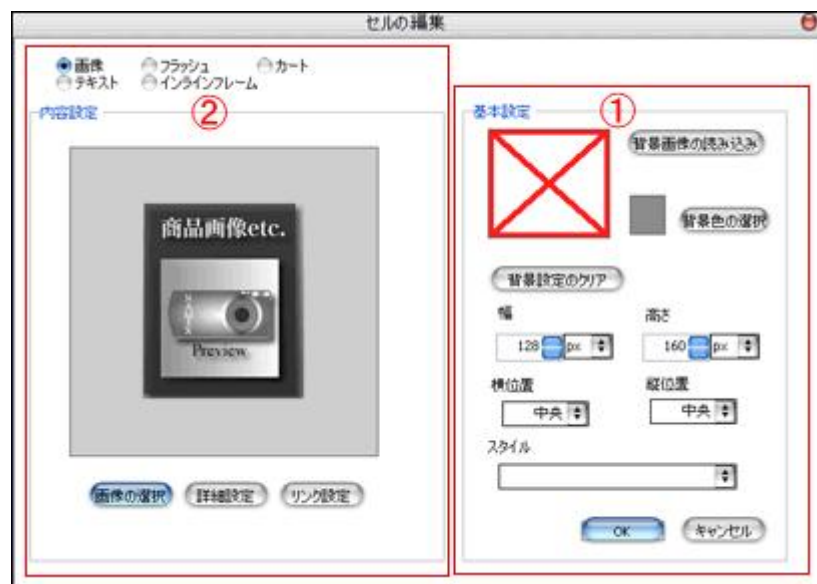 セルの編集
画像 フラッシュ カート
テキスト インラインフレーム
内容設定
②
商品画像etc.
Preview
画像の選択 詳細設定 リンク設定
基本設定
①
背景画像の読み込み
背景色の選択
背景設定のクリア
幅 高さ
128 px 160 px
横位置 縦位置
中央 中央
スタイル
OK キャンセル